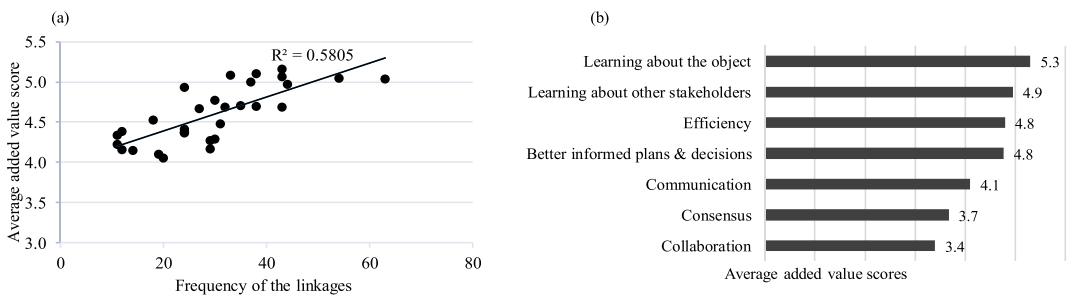 (a)
Average added value score
5.5
5.0
4.5
4.0
3.5
3.0
R² = 0.5805
0 20 40 60 80
Frequency of the linkages
(b)
Learning about the object 5.3
Learning about other stakeholders 4.9
Efficiency 4.8
Better informed plans & decisions 4.8
Communication 4.1
Consensus 3.7
Collaboration 3.4
Average added value scores